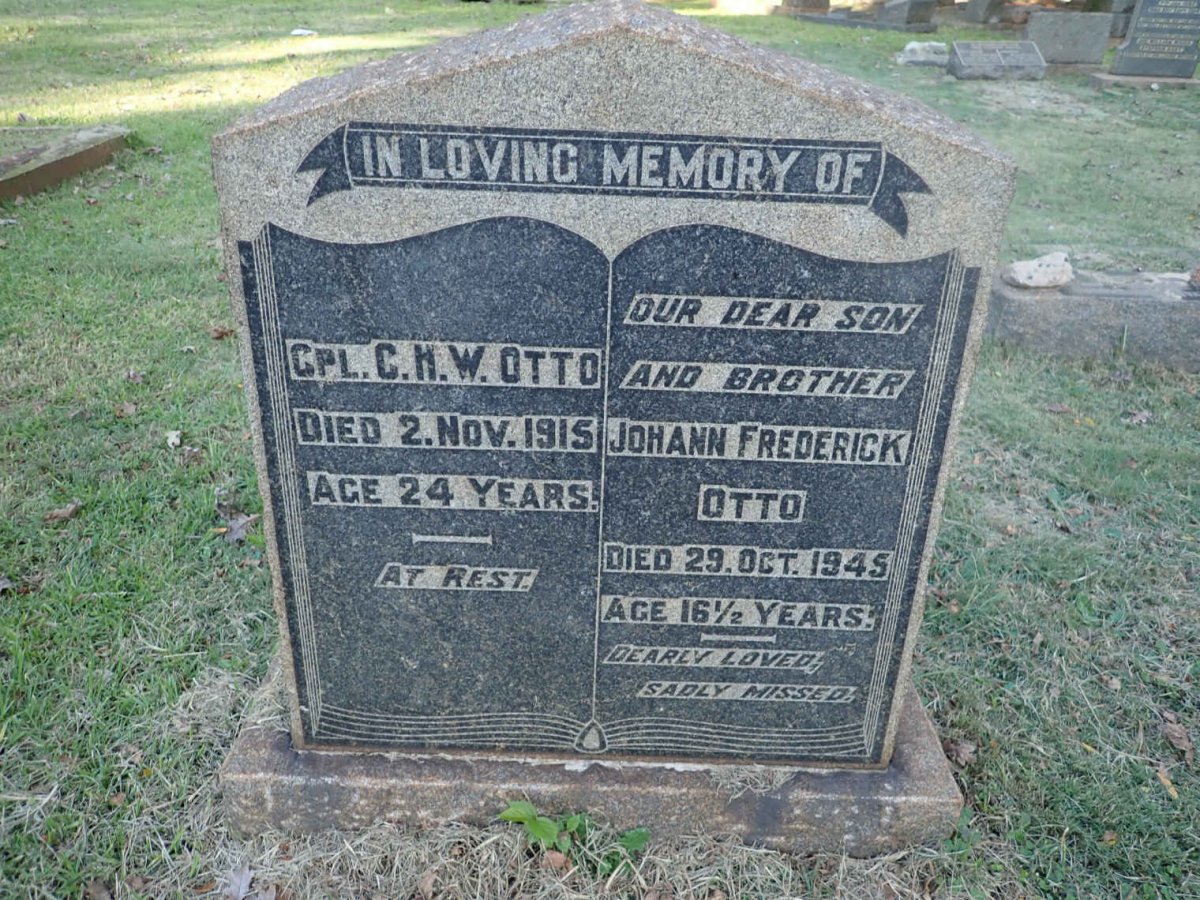 IN LOVING MEMORY OF
CPL. C. H. W. OTTO
DIED 2. NOV. 1915
AGE 24 YEARS.
AT REST.
OUR DEAR SON
AND BROTHER
JOHANN FREDERICK
OTTO
DIED 29. OCT. 1945
AGE 16½ YEARS.
DEARLY LOVED,
SADLY MISSED.